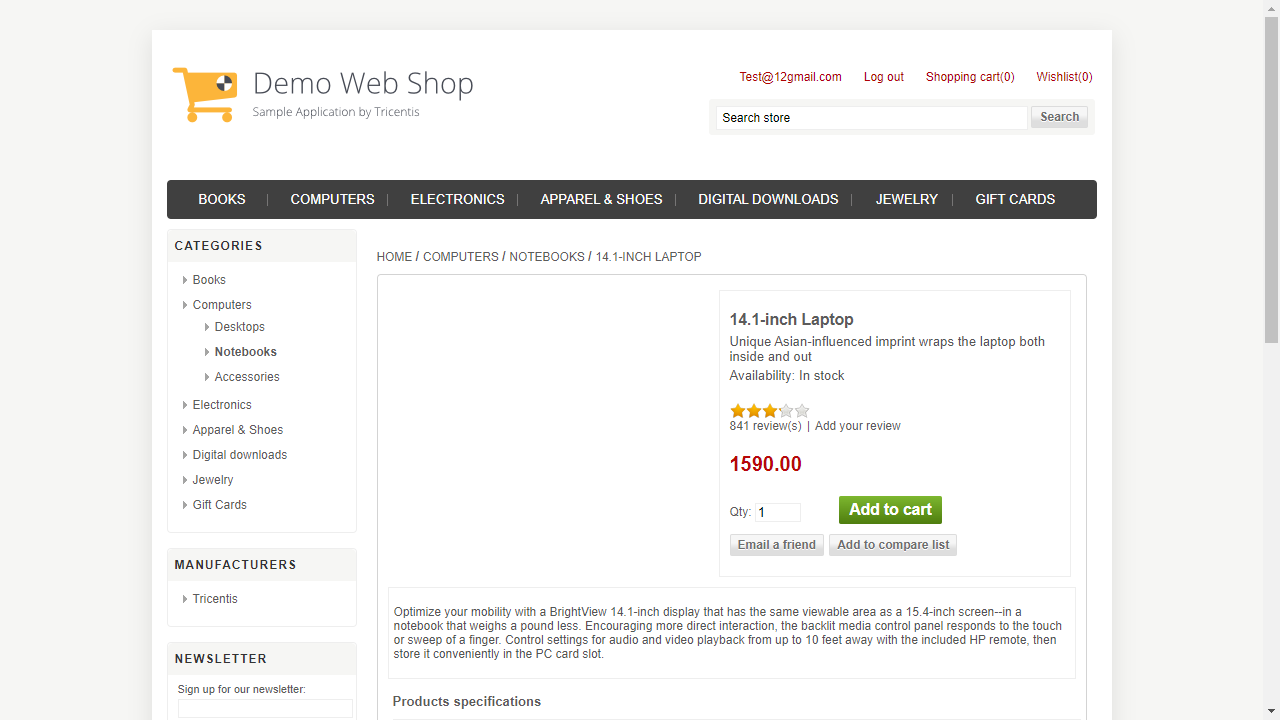 Demo Web Shop
Sample Application by Tricentis
Test@12gmail.com Log out Shopping cart(0) Wishlist(0)
Search store Search
BOOKS | COMPUTERS | ELECTRONICS | APPAREL & SHOES | DIGITAL DOWNLOADS | JEWELRY | GIFT CARDS
CATEGORIES
Books
Computers
Desktops
Notebooks
Accessories
Electronics
Apparel & Shoes
Digital downloads
Jewelry
Gift Cards
MANUFACTURERS
Tricentis
NEWSLETTER
Sign up for our newsletter:
HOME / COMPUTERS / NOTEBOOKS / 14.1-INCH LAPTOP
14.1-inch Laptop
Unique Asian-influenced imprint wraps the laptop both
inside and out
Availability: In stock
841 review(s) | Add your review
1590.00
Qty: 1 Add to cart
Email a friend Add to compare list
Optimize your mobility with a BrightView 14.1-inch display that has the same viewable area as a 15.4-inch screen--in a
notebook that weighs a pound less. Encouraging more direct interaction, the backlit media control panel responds to the touch
or sweep of a finger. Control settings for audio and video playback from up to 10 feet away with the included HP remote, then
store it conveniently in the PC card slot.
Products specifications